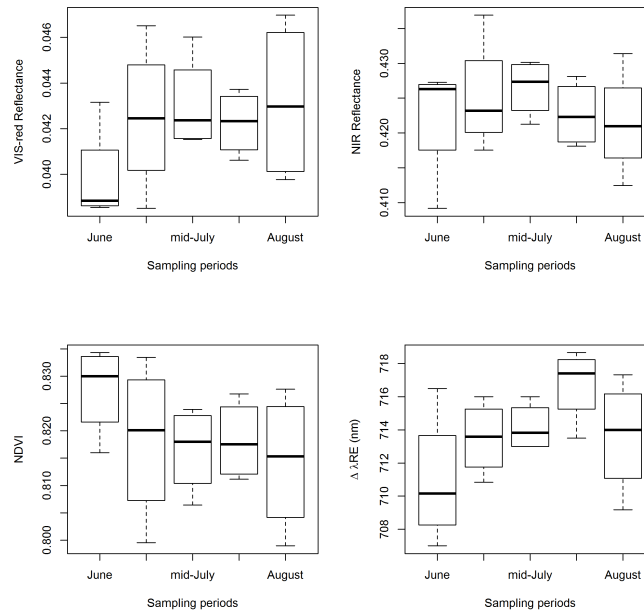 VIS-red Reflectance
0.046
0.044
0.042
0.040
June mid-July August
Sampling periods
NIR Reflectance
0.430
0.420
0.410
June mid-July August
Sampling periods
NDVI
0.830
0.820
0.810
0.800
June mid-July August
Sampling periods
Δ λRE (nm)
718
714
712
710
708
June mid-July August
Sampling periods